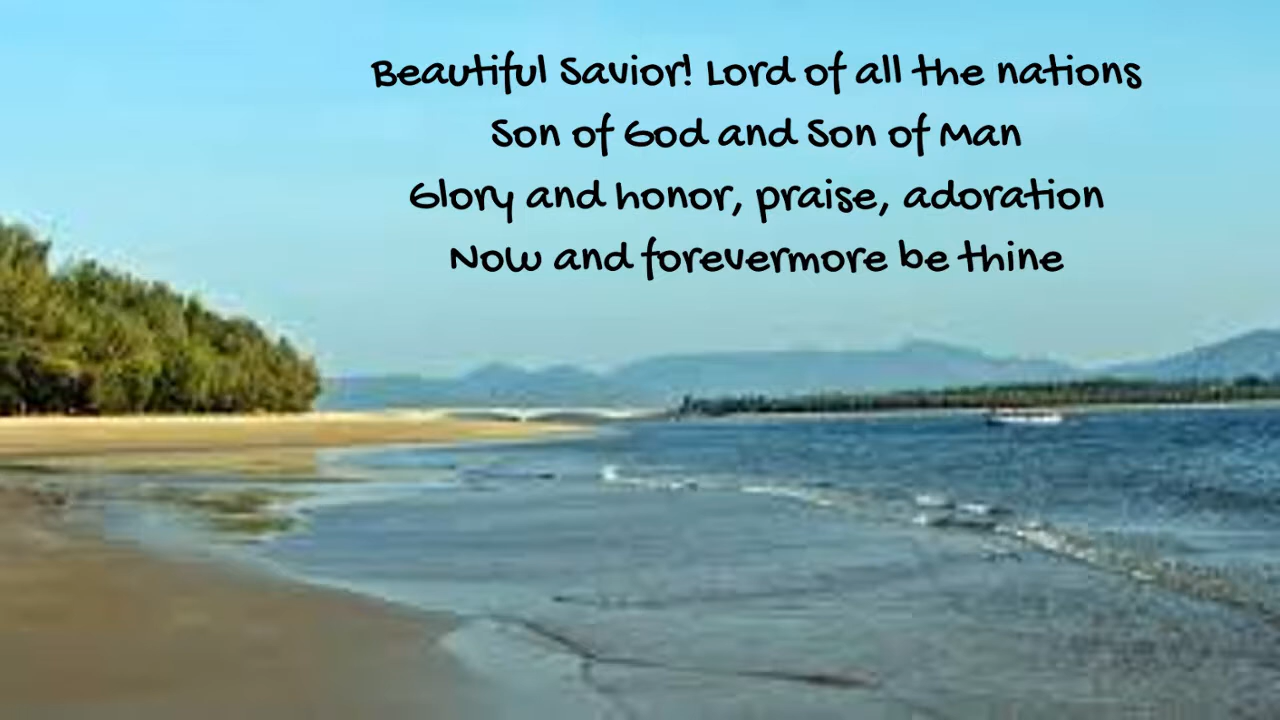 Beautiful Savior! Lord of all the nations
Son of God and Son of Man
Glory and honor, praise, adoration
Now and forevermore be thine